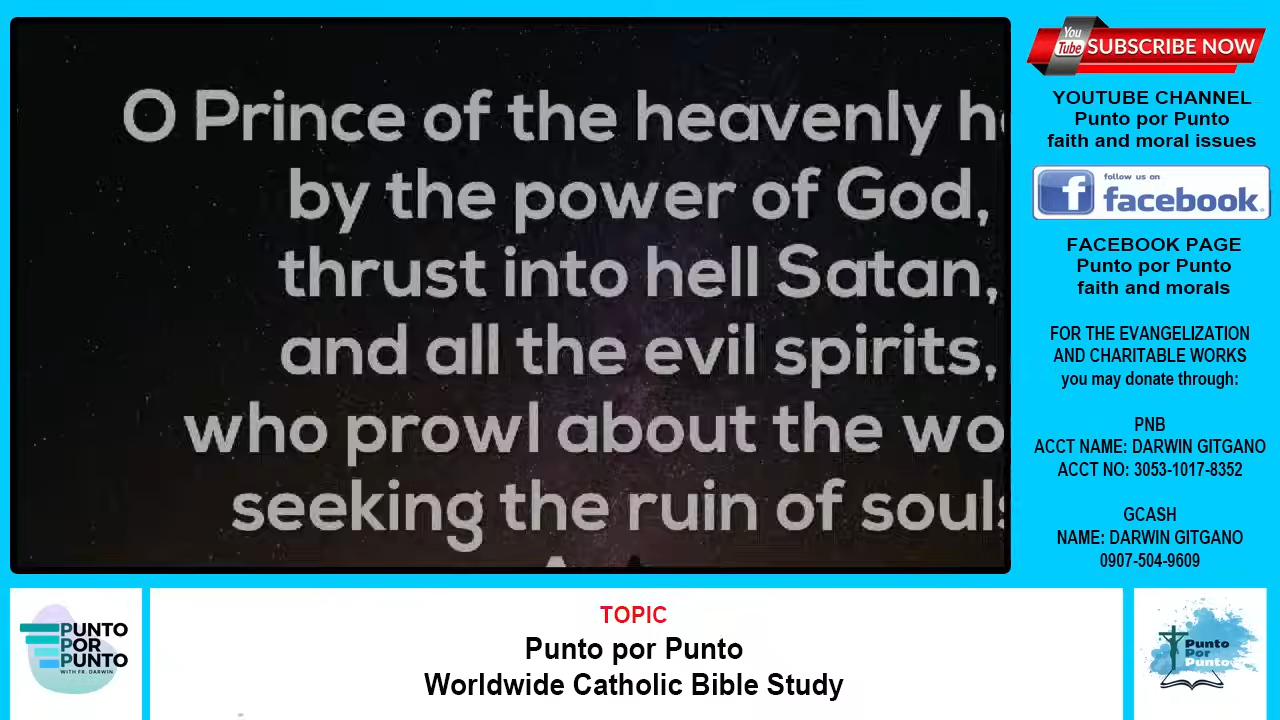 O Prince of the heavenly
by the power of God,
thrust into hell Satan,
and all the evil spirits,
who prowl about the
seeking the ruin of souls
You
Tube SUBSCRIBE NOW
YOUTUBE CHANNEL
Punto por Punto
faith and moral issues
follow us on
f facebook.
FACEBOOK PAGE
Punto por Punto
faith and morals
FOR THE EVANGELIZATION
AND CHARITABLE WORKS
you may donate through:
PNB
ACCT NAME: DARWIN GITGANO
ACCT NO: 3053-1017-8352
GCASH
NAME: DARWIN GITGANO
0907-504-9609
PUNTO
POR
PUNTO
WITH FR. DARWIN
TOPIC
Punto por Punto
Worldwide Catholic Bible Study
Punto
Por
Punto